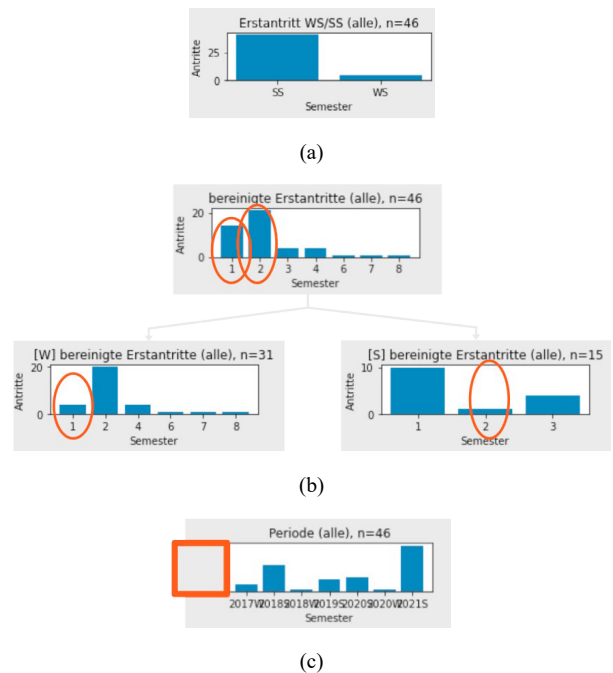 Erstantritt WS/SS (alle), n=46
25
0
Antritte
SS WS
Semester
(a)
bereinigte Erstantritte (alle), n=46
20
0
Antritte
1 2 3 4 6 7 8
Semester
[W] bereinigte Erstantritte (alle), n=31
20
0
Antritte
1 2 4 6 7 8
Semester
[S] bereinigte Erstantritte (alle), n=15
10
0
Antritte
1 2 3
Semester
(b)
Periode (alle), n=46
2017W 2018S 2018W 2019S 2020S 2020W 2021S
Semester
(c)